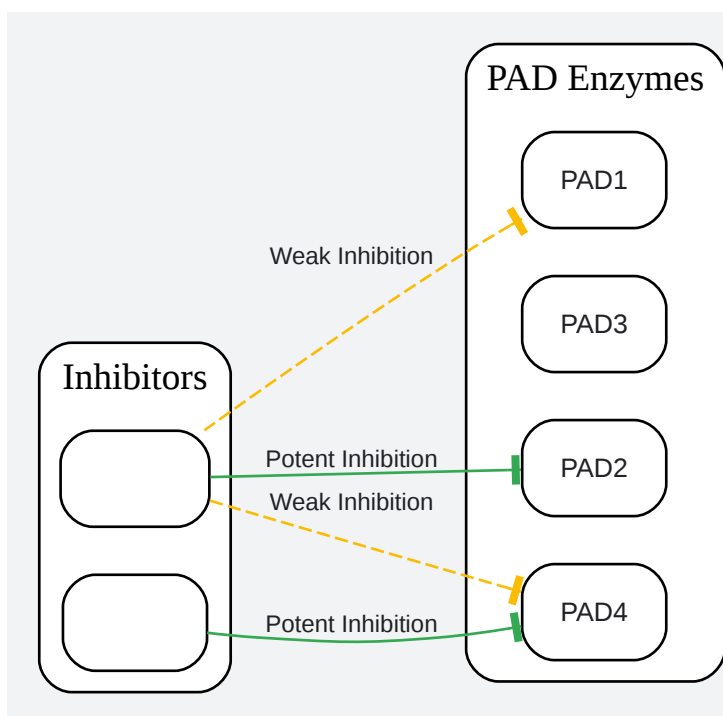 PAD Enzymes
PAD1
Weak Inhibition
PAD3
Inhibitors
Potent Inhibition
PAD2
Weak Inhibition
PAD4
Potent Inhibition